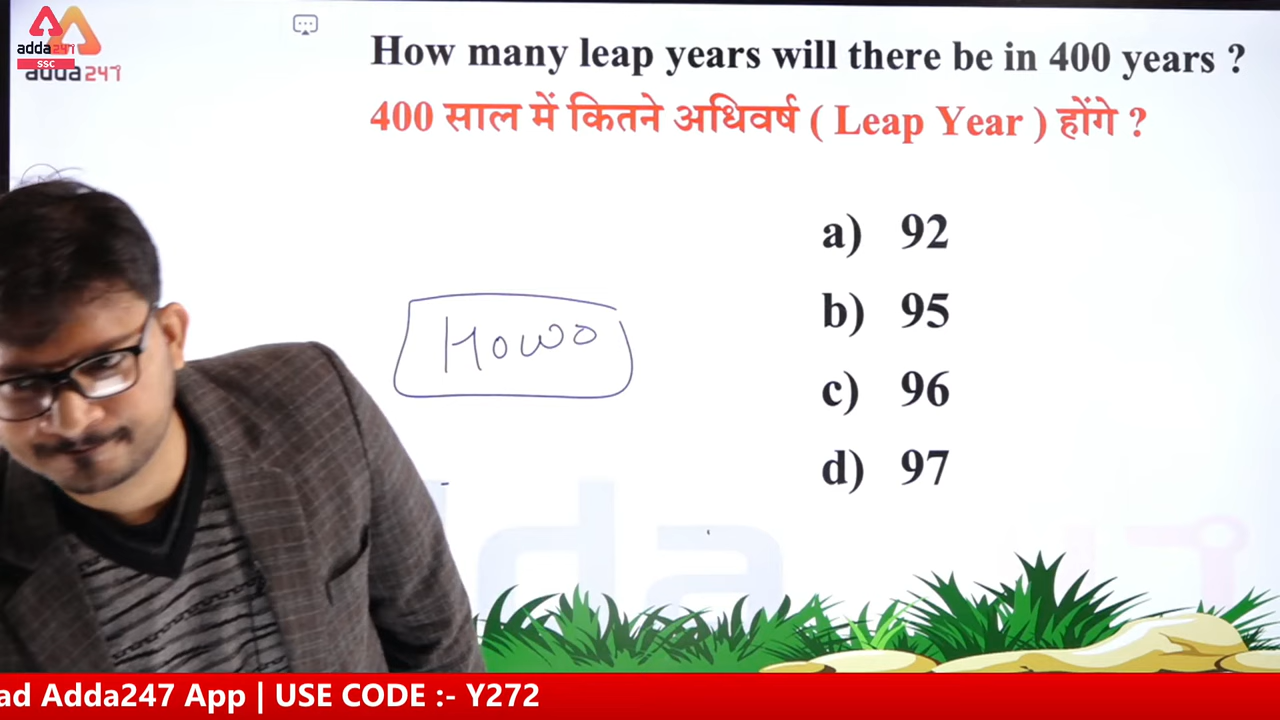 adda247
SSC
adda247
How many leap years will there be in 400 years ?
400 साल में कितने अधिवर्ष ( Leap Year ) होंगे ?
a) 92
b) 95
c) 96
d) 97
ad Adda247 App | USE CODE :- Y272